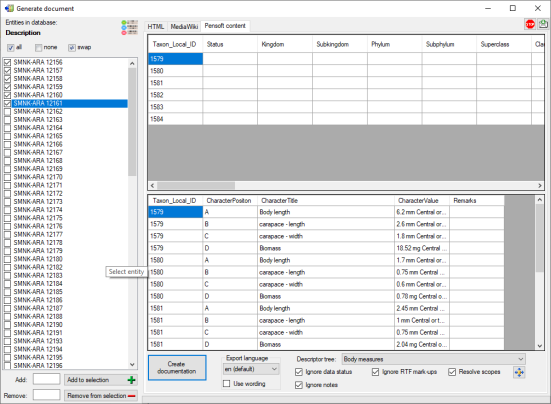 Generate document
Entities in database:
Description
all none swap
SMNK-ARA 12156
SMNK-ARA 12157
SMNK-ARA 12158
SMNK-ARA 12159
SMNK-ARA 12160
SMNK-ARA 12161
SMNK-ARA 12162
SMNK-ARA 12163
SMNK-ARA 12164
SMNK-ARA 12165
SMNK-ARA 12166
SMNK-ARA 12167
SMNK-ARA 12168
SMNK-ARA 12169
SMNK-ARA 12170
SMNK-ARA 12171
SMNK-ARA 12172
SMNK-ARA 12173
SMNK-ARA 12174
SMNK-ARA 12175
SMNK-ARA 12176
SMNK-ARA 12177
SMNK-ARA 12178
SMNK-ARA 12179
SMNK-ARA 12180
SMNK-ARA 12182
SMNK-ARA 12183
SMNK-ARA 12184
SMNK-ARA 12185
SMNK-ARA 12186
SMNK-ARA 12187
SMNK-ARA 12188
SMNK-ARA 12190
SMNK-ARA 12191
SMNK-ARA 12192
SMNK-ARA 12193
SMNK-ARA 12194
SMNK-ARA 12195
SMNK-ARA 12196
Select entity
Add: Add to selection
Remove: Remove from selection
HTML MediaWiki Pensoft content
STOP
Taxon_Local_ID Status Kingdom Subkingdom Phylum Subphylum Superclass Cla
1579
1580
1581
1582
1583
1584
Taxon_Local_ID CharacterPositon CharacterTitle CharacterValue Remarks
1579 A Body length 6.2 mm Central or...
1579 B carapace - length 2.6 mm Central or...
1579 C carapace - width 1.8 mm Central or...
1579 D Biomass 18.52 mg Central ...
1580 A Body length 1.7 mm Central or...
1580 B carapace - length 0.75 mm Central ...
1580 C carapace - width 0.6 mm Central or...
1580 D Biomass 0.78 mg Central o...
1581 A Body length 2.45 mm Central ...
1581 B carapace - length 1 mm Central or t...
1581 C carapace - width 0.75 mm Central ...
1581 D Biomass 2.04 mg Central ...
Create documentation
Export language
en (default)
Use wording
Descriptor tree: Body measures
Ignore data status Ignore RTF mark-ups Resolve scopes
Ignore notes